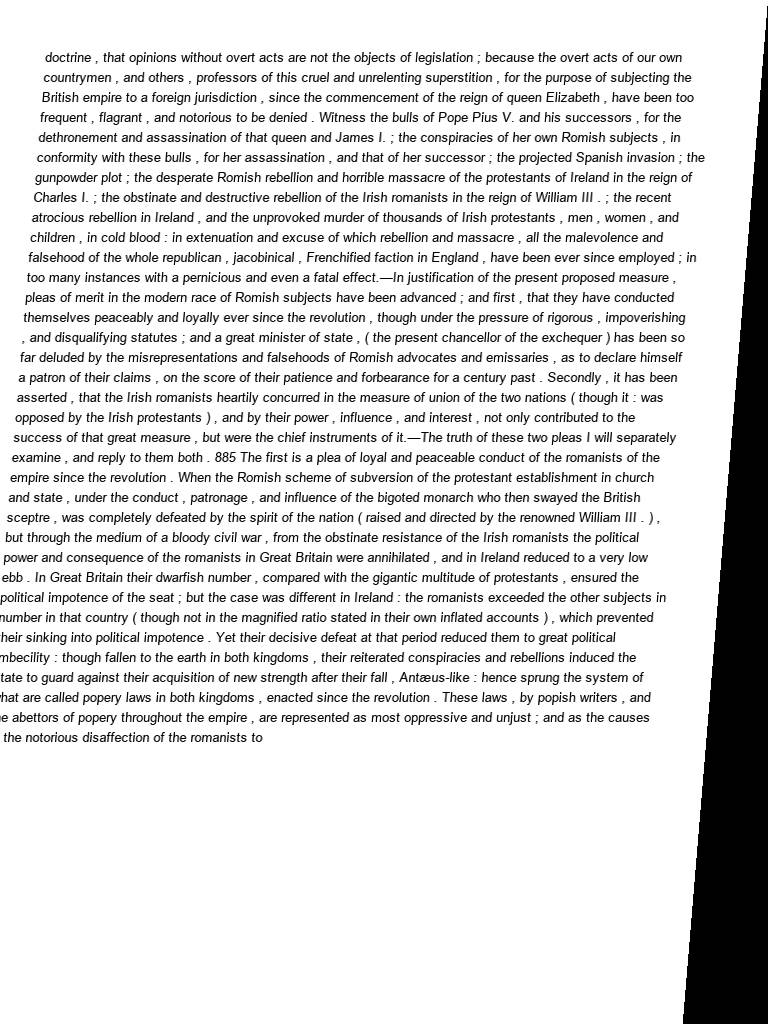 doctrine , that opinions without overt acts are not the objects of legislation ; because the overt acts of our own
countrymen , and others , professors of this cruel and unrelenting superstition , for the purpose of subjecting the
British empire to a foreign jurisdiction , since the commencement of the reign of queen Elizabeth , have been too
frequent , flagrant , and notorious to be denied . Witness the bulls of Pope Pius V. and his successors , for the
dethronement and assassination of that queen and James I. ; the conspiracies of her own Romish subjects , in
conformity with these bulls , for her assassination , and that of her successor ; the projected Spanish invasion ; the
gunpowder plot ; the desperate Romish rebellion and horrible massacre of the protestants of Ireland in the reign of
Charles I. ; the obstinate and destructive rebellion of the Irish romanists in the reign of William III . ; the recent
atrocious rebellion in Ireland , and the unprovoked murder of thousands of Irish protestants , men , women , and
children , in cold blood : in extenuation and excuse of which rebellion and massacre , all the malevolence and
falsehood of the whole republican , jacobinical , Frenchified faction in England , have been ever since employed ; in
too many instances with a pernicious and even a fatal effect.—In justification of the present proposed measure ,
pleas of merit in the modern race of Romish subjects have been advanced ; and first , that they have conducted
themselves peaceably and loyally ever since the revolution , though under the pressure of rigorous , impoverishing
, and disqualifying statutes ; and a great minister of state , ( the present chancellor of the exchequer ) has been so
far deluded by the misrepresentations and falsehoods of Romish advocates and emissaries , as to declare himself
a patron of their claims , on the score of their patience and forbearance for a century past . Secondly , it has been
asserted , that the Irish romanists heartily concurred in the measure of union of the two nations ( though it : was
opposed by the Irish protestants ) , and by their power , influence , and interest , not only contributed to the
success of that great measure , but were the chief instruments of it.—The truth of these two pleas I will separately
examine , and reply to them both . 885 The first is a plea of loyal and peaceable conduct of the romanists of the
empire since the revolution . When the Romish scheme of subversion of the protestant establishment in church
and state , under the conduct , patronage , and influence of the bigoted monarch who then swayed the British
sceptre , was completely defeated by the spirit of the nation ( raised and directed by the renowned William III . ) ,
but through the medium of a bloody civil war , from the obstinate resistance of the Irish romanists the political
power and consequence of the romanists in Great Britain were annihilated , and in Ireland reduced to a very low
ebb . In Great Britain their dwarfish number , compared with the gigantic multitude of protestants , ensured the
political impotence of the seat ; but the case was different in Ireland : the romanists exceeded the other subjects in
number in that country ( though not in the magnified ratio stated in their own inflated accounts ) , which prevented
their sinking into political impotence . Yet their decisive defeat at that period reduced them to great political
mbecility : though fallen to the earth in both kingdoms , their reiterated conspiracies and rebellions induced the
tate to guard against their acquisition of new strength after their fall , Antæus-like : hence sprung the system of
what are called popery laws in both kingdoms , enacted since the revolution . These laws , by popish writers , and
e abettors of popery throughout the empire , are represented as most oppressive and unjust ; and as the causes
the notorious disaffection of the romanists to